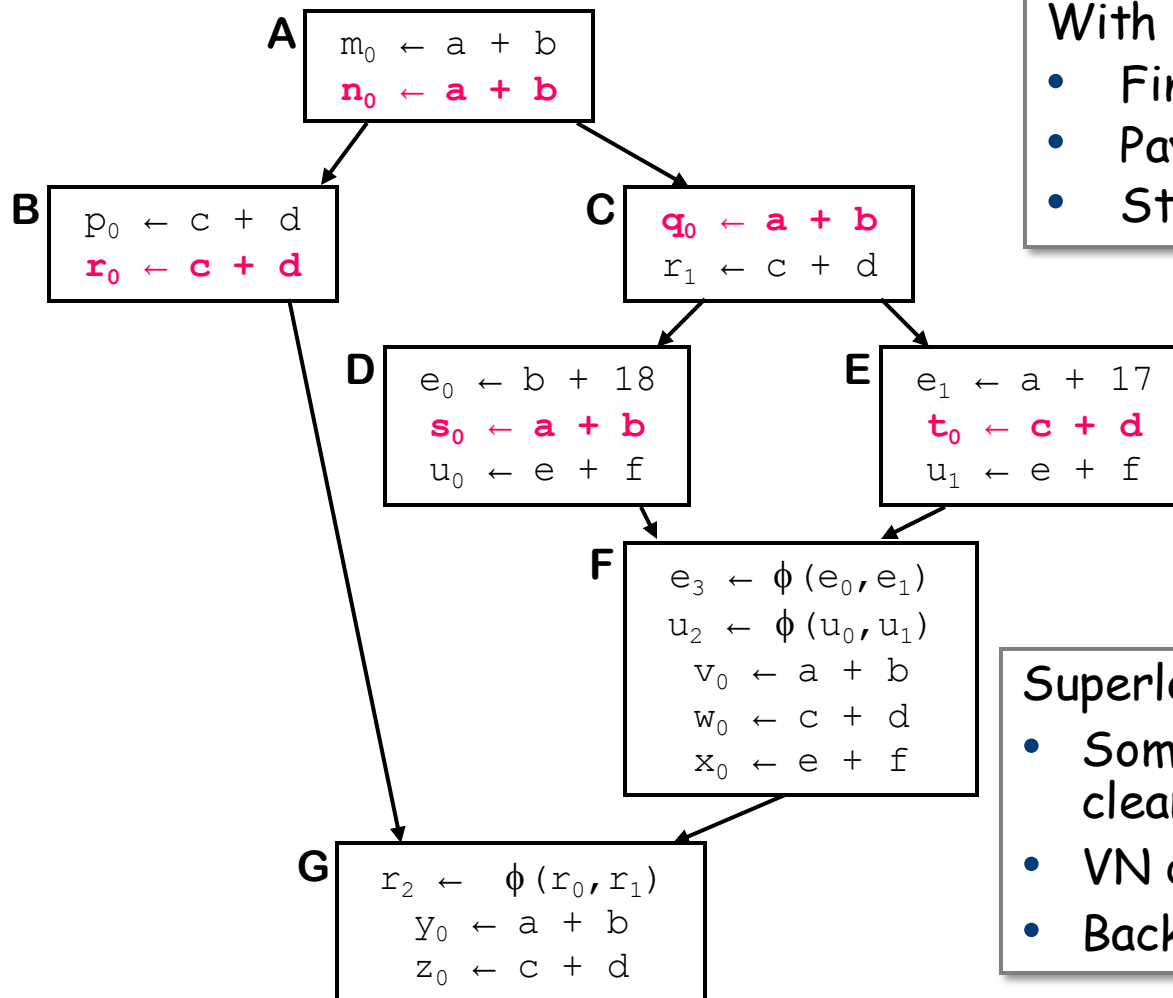 A
m₀ ← a + b
n₀ ← a + b
With
•
•
•
B
p₀ ← c + d
r₀ ← c + d
C
q₀ ← a + b
r₁ ← c + d
D
e₀ ← b + 18
s₀ ← a + b
u₀ ← e + f
E
e₁ ← a + 17
t₀ ← c + d
u₁ ← e + f
F
e₃ ← ϕ(e₀,e₁)
u₂ ← ϕ(u₀,u₁)
v₀ ← a + b
w₀ ← c + d
x₀ ← e + f
•
•
VN
•
G
r₂ ← ϕ(r₀,r₁)
y₀ ← a + b
z₀ ← c + d